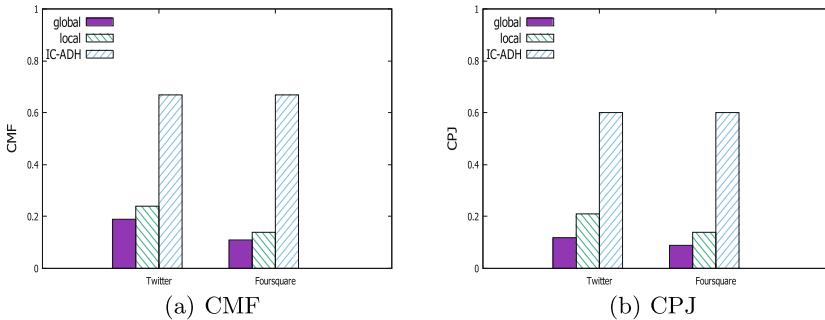 global
local
IC-ADH
1
0.8
0.6
0.4
0.2
0
CMF
Twitter
Foursquare
(a) CMF
global
local
IC-ADH
1
0.8
0.6
0.4
0.2
0
CPJ
Twitter
Foursquare
(b) CPJ